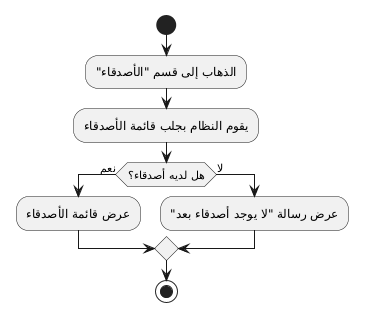 الذهاب إلى قسم "الأصدقاء"
يقوم النظام بجلب قائمة الأصدقاء
هل لديه أصدقاء؟
نعم
لا
عرض قائمة الأصدقاء
عرض رسالة "لا يوجد أصدقاء بعد"